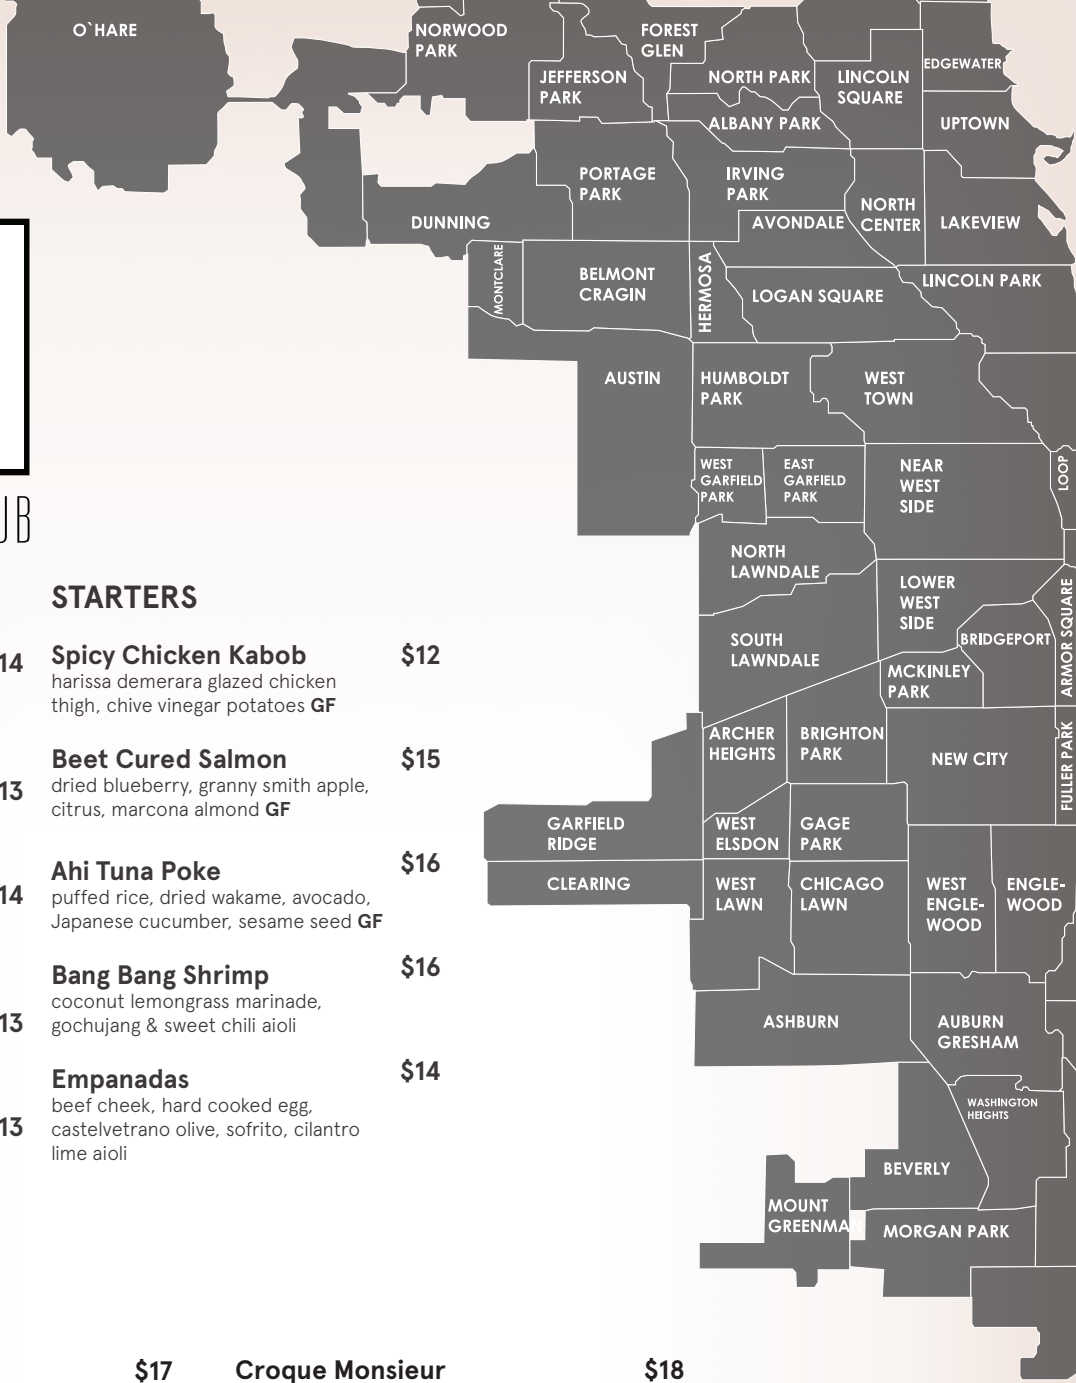 O`HARE
NORWOOD
PARK
FOREST
GLEN
JEFFERSON
PARK
NORTH PARK
LINCOLN
SQUARE
EDGEWATER
ALBANY PARK
UPTOWN
PORTAGE
PARK
IRVING
PARK
DUNNING
AVONDALE
NORTH
CENTER
LAKEVIEW
MONTCLARE
BELMONT
CRAGIN
HERMOSA
LOGAN SQUARE
LINCOLN PARK
AUSTIN
HUMBOLDT
PARK
WEST
TOWN
WEST
GARFIELD
PARK
EAST
GARFIELD
PARK
NEAR
WEST
SIDE
LOOP
NORTH
LAWNDALE
LOWER
WEST
SIDE
ARMOR SQUARE
SOUTH
LAWNDALE
BRIDGEPORT
MCKINLEY
PARK
ARCHER
HEIGHTS
BRIGHTON
PARK
NEW CITY
FULLER PARK
GARFIELD
RIDGE
WEST
ELSDON
GAGE
PARK
CLEARING
WEST
LAWN
CHICAGO
LAWN
WEST
ENGLE-
WOOD
ENGLE-
WOOD
ASHBURN
AUBURN
GRESHAM
WASHINGTON
HEIGHTS
BEVERLY
MOUNT
GREENMAN
MORGAN PARK
UB
STARTERS
14
Spicy Chicken Kabob $12
harissa demerara glazed chicken
thigh, chive vinegar potatoes GF
13
Beet Cured Salmon $15
dried blueberry, granny smith apple,
citrus, marcona almond GF
14
Ahi Tuna Poke $16
puffed rice, dried wakame, avocado,
Japanese cucumber, sesame seed GF
13
Bang Bang Shrimp $16
coconut lemongrass marinade,
gochujang & sweet chili aioli
13
Empanadas $14
beef cheek, hard cooked egg,
castelvetrano olive, sofrito, cilantro
lime aioli
$17 Croque Monsieur $18